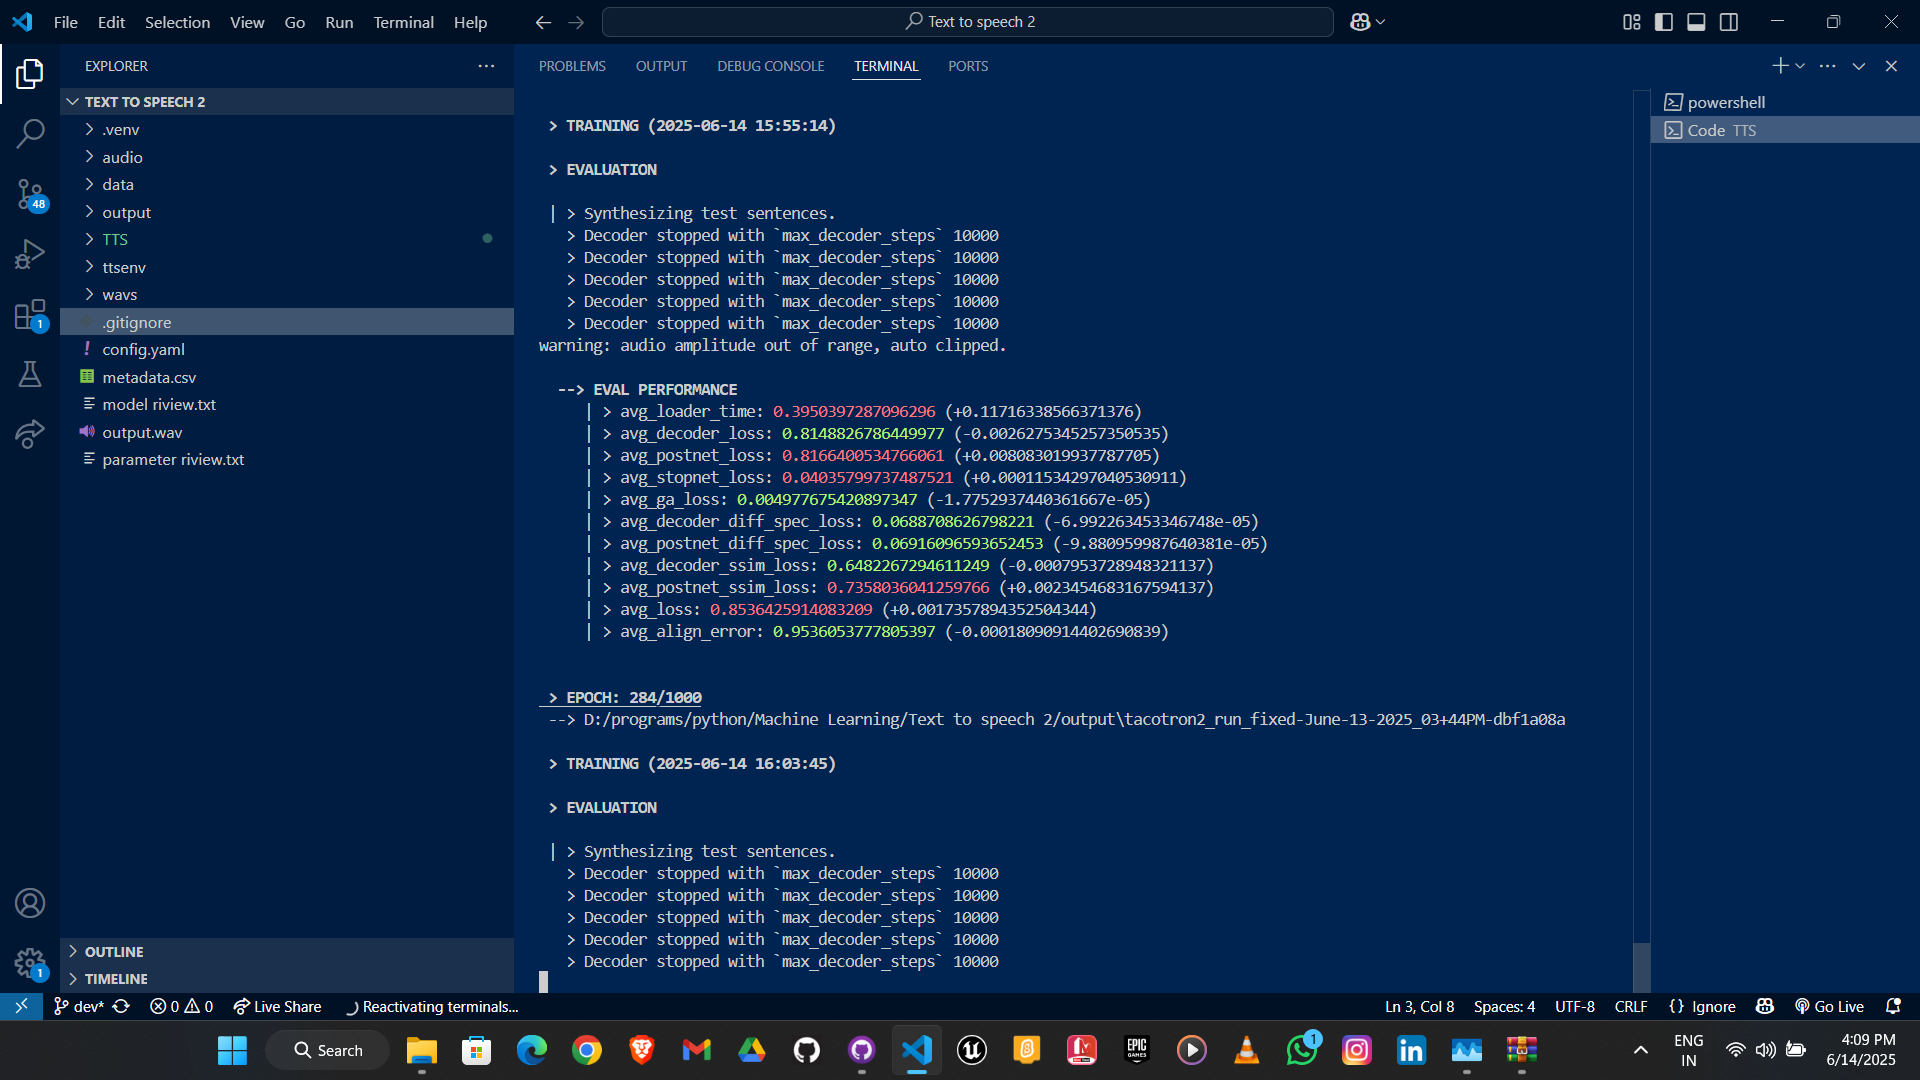 File Edit Selection View Go Run Terminal Help
Text to speech 2
EXPLORER
TEXT TO SPEECH 2
.venv
audio
data
output
TTS
ttsenv
wavs
.gitignore
config.yaml
metadata.csv
model riview.txt
output.wav
parameter riview.txt
OUTLINE
TIMELINE
48
1
1
PROBLEMS OUTPUT DEBUG CONSOLE TERMINAL PORTS
> TRAINING (2025-06-14 15:55:14)
> EVALUATION
| > Synthesizing test sentences.
> Decoder stopped with `max_decoder_steps` 10000
> Decoder stopped with `max_decoder_steps` 10000
> Decoder stopped with `max_decoder_steps` 10000
> Decoder stopped with `max_decoder_steps` 10000
> Decoder stopped with `max_decoder_steps` 10000
warning: audio amplitude out of range, auto clipped.
--> EVAL PERFORMANCE
| > avg_loader_time: 0.3950397287096296 (+0.11716338566371376)
| > avg_decoder_loss: 0.8148826786449977 (-0.0026275345257350535)
| > avg_postnet_loss: 0.8166400534766061 (+0.008083019937787705)
| > avg_stopnet_loss: 0.04035799737487521 (+0.00011534297040530911)
| > avg_ga_loss: 0.004977675420897347 (-1.7752937440361667e-05)
| > avg_decoder_diff_spec_loss: 0.0688708626798221 (-6.992263453346748e-05)
| > avg_postnet_diff_spec_loss: 0.06916096593652453 (-9.880959987640381e-05)
| > avg_decoder_ssim_loss: 0.6482267294611249 (-0.0007953728948321137)
| > avg_postnet_ssim_loss: 0.7358036041259766 (+0.0023454683167594137)
| > avg_loss: 0.8536425914083209 (+0.0017357894352504344)
| > avg_align_error: 0.9536053777805397 (-0.00018090914402690839)
> EPOCH: 284/1000
--> D:/programs/python/Machine Learning/Text to speech 2/output\tacotron2_run_fixed-June-13-2025_03+44PM-dbf1a08a
> TRAINING (2025-06-14 16:03:45)
> EVALUATION
| > Synthesizing test sentences.
> Decoder stopped with `max_decoder_steps` 10000
> Decoder stopped with `max_decoder_steps` 10000
> Decoder stopped with `max_decoder_steps` 10000
> Decoder stopped with `max_decoder_steps` 10000
> Decoder stopped with `max_decoder_steps` 10000
powershell
Code TTS
dev* 0 0 Live Share Reactivating terminals... Ln 3, Col 8 Spaces: 4 UTF-8 CRLF {} Ignore Go Live
Search
EPIC GAMES
1
ENG
IN
4:09 PM
6/14/2025